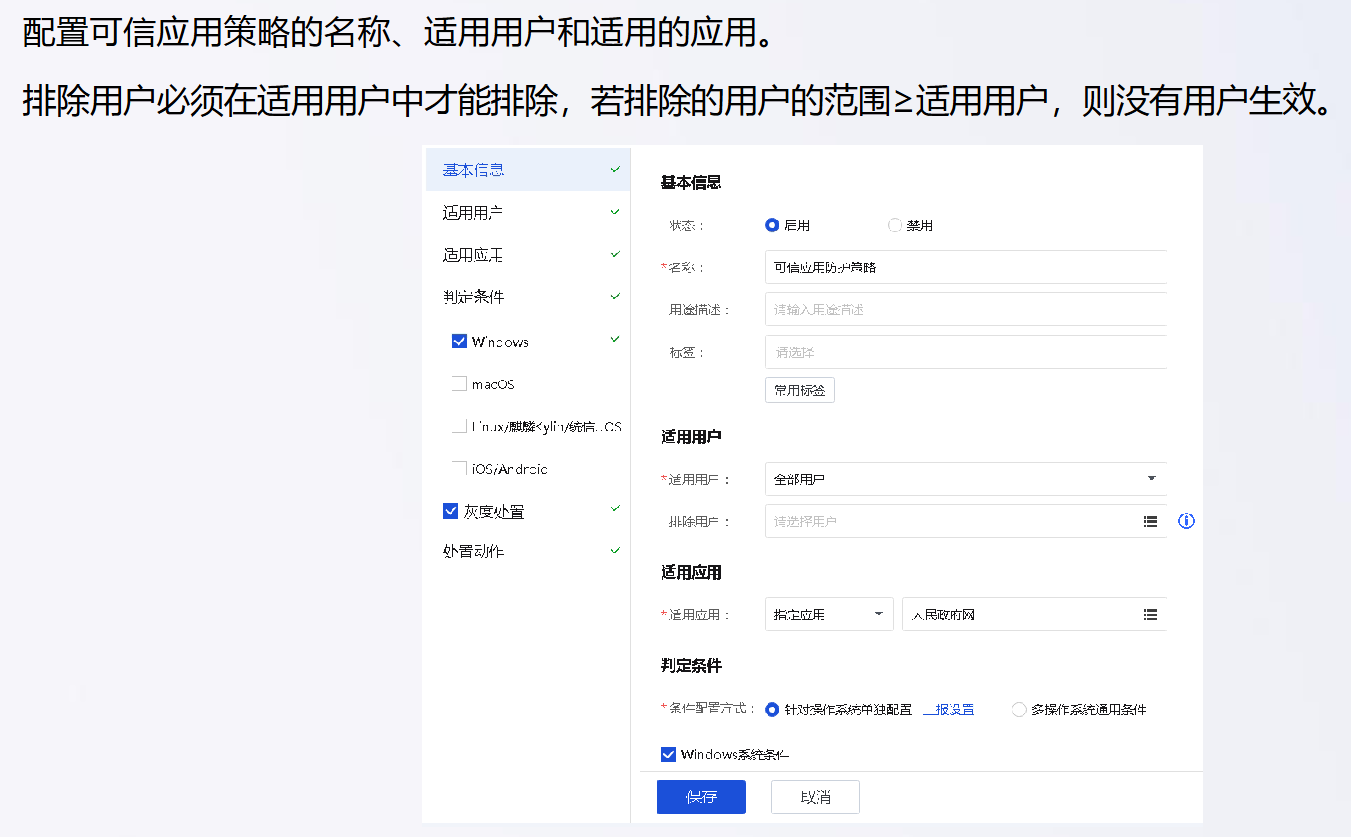 配置可信应用策略的名称、适用用户和适用的应用。
排除用户必须在适用用户中才能排除，若排除的用户的范围≥适用用户，则没有用户生效。
基本信息
适用用户
适用应用
判定条件
Windows
macOS
Linux/麒麟Kylin/统信...OS
iOS/Android
灰度处置
处置动作
基本信息
状态： 启用 禁用
*名称： 可信应用防护策略
用途描述： 请输入用途描述
标签： 请选择
常用标签
适用用户
*适用用户： 全部用户
排除用户： 请选择用户
适用应用
*适用应用： 指定应用 人民政府网
判定条件
*条件配置方式： 针对操作系统单独配置 上报设置 多操作系统通用条件
Windows系统条件
保存 取消